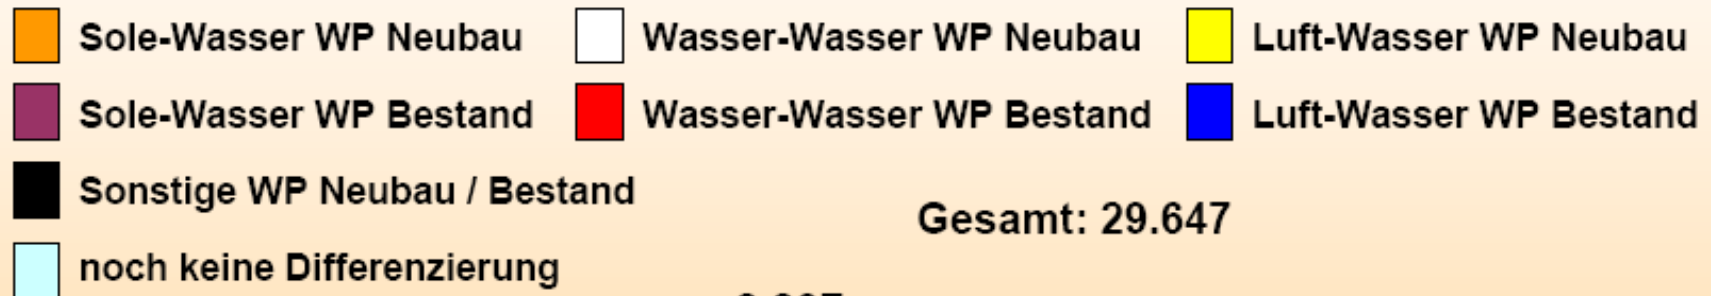 Sole-Wasser WP Neubau Wasser-Wasser WP Neubau Luft-Wasser WP Neubau
Sole-Wasser WP Bestand Wasser-Wasser WP Bestand Luft-Wasser WP Bestand
Sonstige WP Neubau / Bestand
Gesamt: 29.647
noch keine Differenzierung